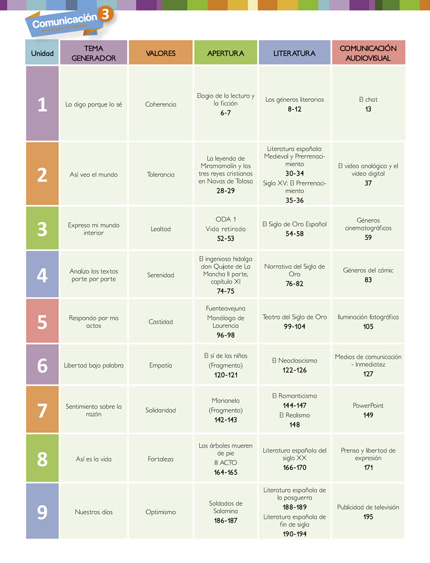 Comunicación 3
Unidad
TEMA
GENERADOR
VALORES
APERTURA
LITERATURA
COMUNICACIÓN
AUDIOVISUAL
1
Lo digo porque lo sé
Coherencia
Elogio de la lectura y
la ficción
6-7
Los géneros literarios
8-12
El chat
13
2
Así veo el mundo
Tolerancia
La leyenda de
Miramamolín y los
tres reyes cristianos
en Navas de Tolosa
28-29
Literatura española:
Medieval y Prerrenaci-
miento
30-34
Siglo XV: El Prerrenaci-
miento
35-36
El video analógico y el
video digital
37
3
Expreso mi mundo
interior
Lealtad
ODA 1
Vida retirada
52-53
El Siglo de Oro Español
54-58
Géneros
cinematográficos
59
4
Analizo los textos
parte por parte
Serenidad
El ingenioso hidalgo
don Quijote de La
Mancha II parte,
capítulo XI
74-75
Narrativa del Siglo de
Oro
76-82
Géneros del cómic
83
5
Respondo por mis
actos
Castidad
Fuenteovejuna
Monólogo de
Laurencia
96-98
Teatro del Siglo de Oro
99-104
Iluminación fotográfica
105
6
Libertad bajo palabra
Empatía
El sí de las niñas
(Fragmento)
120-121
El Neoclasicismo
122-126
Medios de comunicación
- Inmediatez
127
7
Sentimiento sobre la
razón
Solidaridad
Marianela
(Fragmento)
142-143
El Romanticismo
144-147
El Realismo
148
PowerPoint
149
8
Así es la vida
Fortaleza
Los árboles mueren
de pie
III ACTO
164-165
Literatura española del
siglo XX
166-170
Prensa y libertad de
expresión
171
9
Nuestros días
Optimismo
Soldados de
Salamina
186-187
Literatura española de
la posguerra
188-189
Literatura española de
fin de siglo
190-194
Publicidad de televisión
195